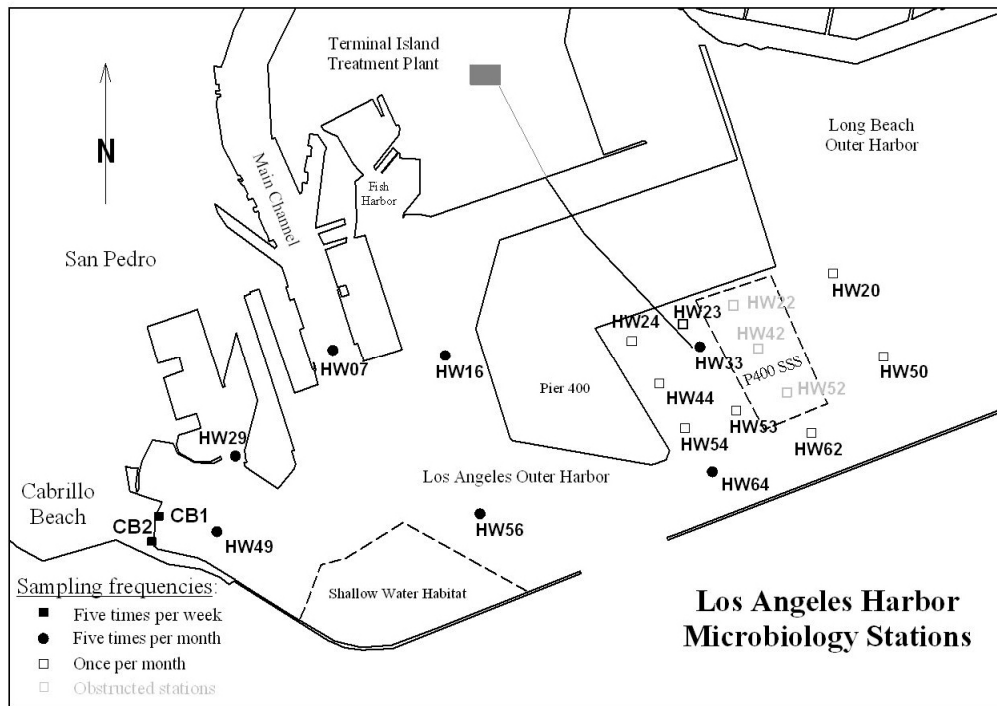 Terminal Island
Treatment Plant
Long Beach
Outer Harbor
N
Main Channel
Fish
Harbor
San Pedro
HW20
HW22
HW23
HW24
HW42
HW33
HW07
HW16
HW50
P400 SSS
Pier 400
HW44
HW52
HW53
HW54
HW62
HW29
Los Angeles Outer Harbor
HW64
Cabrillo
Beach
CB1
CB2
HW49
HW56
Shallow Water Habitat
Sampling frequencies:
Five times per week
Five times per month
Once per month
Obstructed stations
Los Angeles Harbor
Microbiology Stations